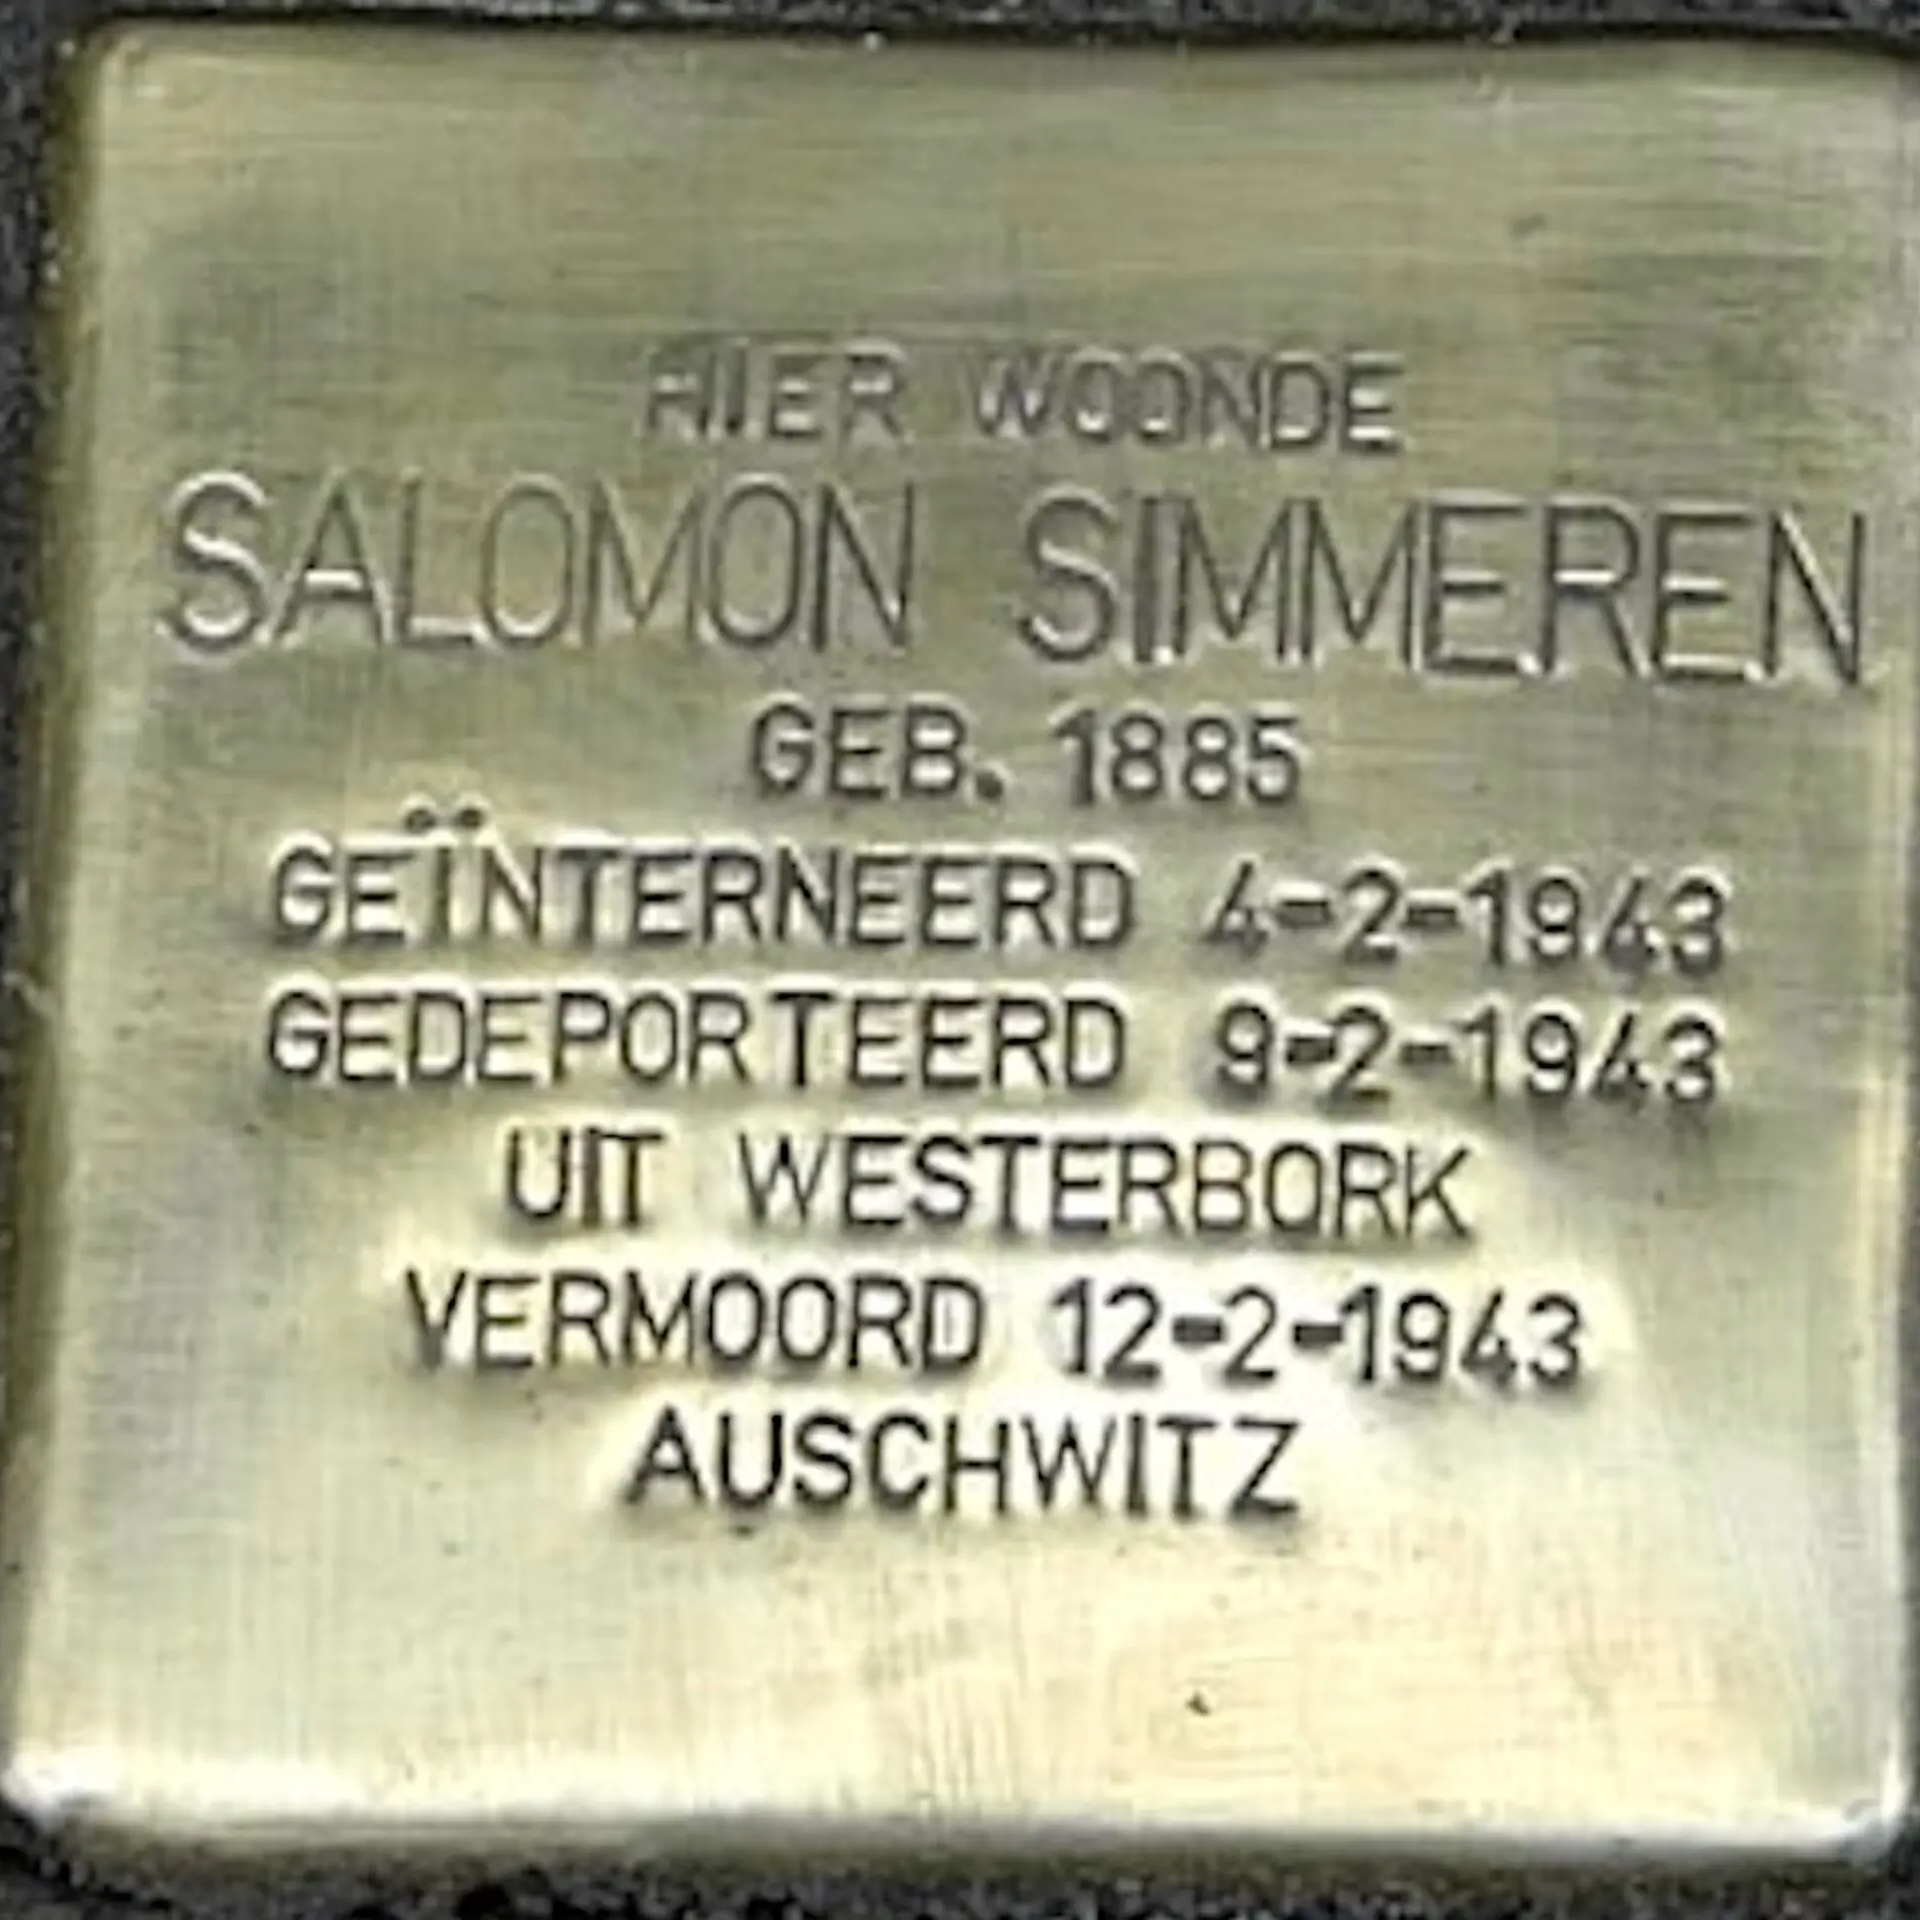 HIER WOONDE
SALOMON SIMMEREN
GEB. 1885
GEÏNTERNEERD 4-2-1943
GEDEPORTEERD 9-2-1943
UIT WESTERBORK
VERMOORD 12-2-1943
AUSCHWITZ